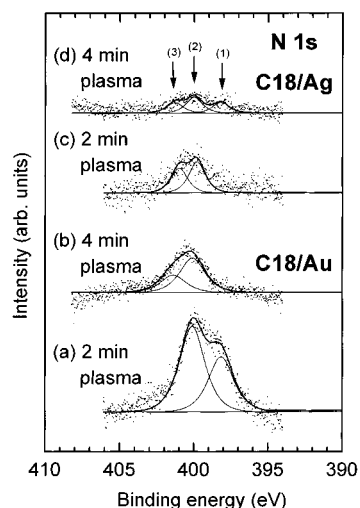 N 1s
(d) 4 min
plasma
(3) (2) (1)
C18/Ag
(c) 2 min
plasma
(b) 4 min
plasma
C18/Au
(a) 2 min
plasma
Intensity (arb. units)
410 405 400 395 390
Binding energy (eV)